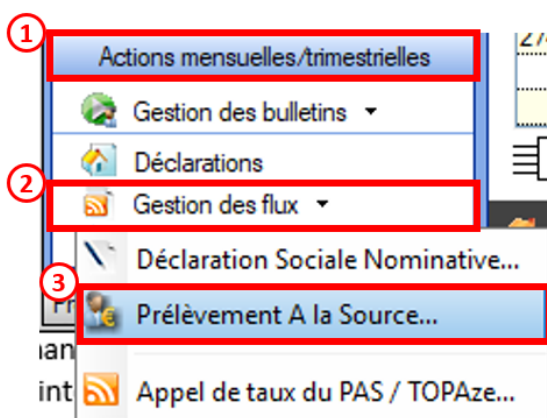 1
Actions mensuelles/trimestrielles
Gestion des bulletins
Déclarations
2
Gestion des flux
Déclaration Sociale Nominative...
3
Prélèvement A la Source...
Appel de taux du PAS / TOPAze...